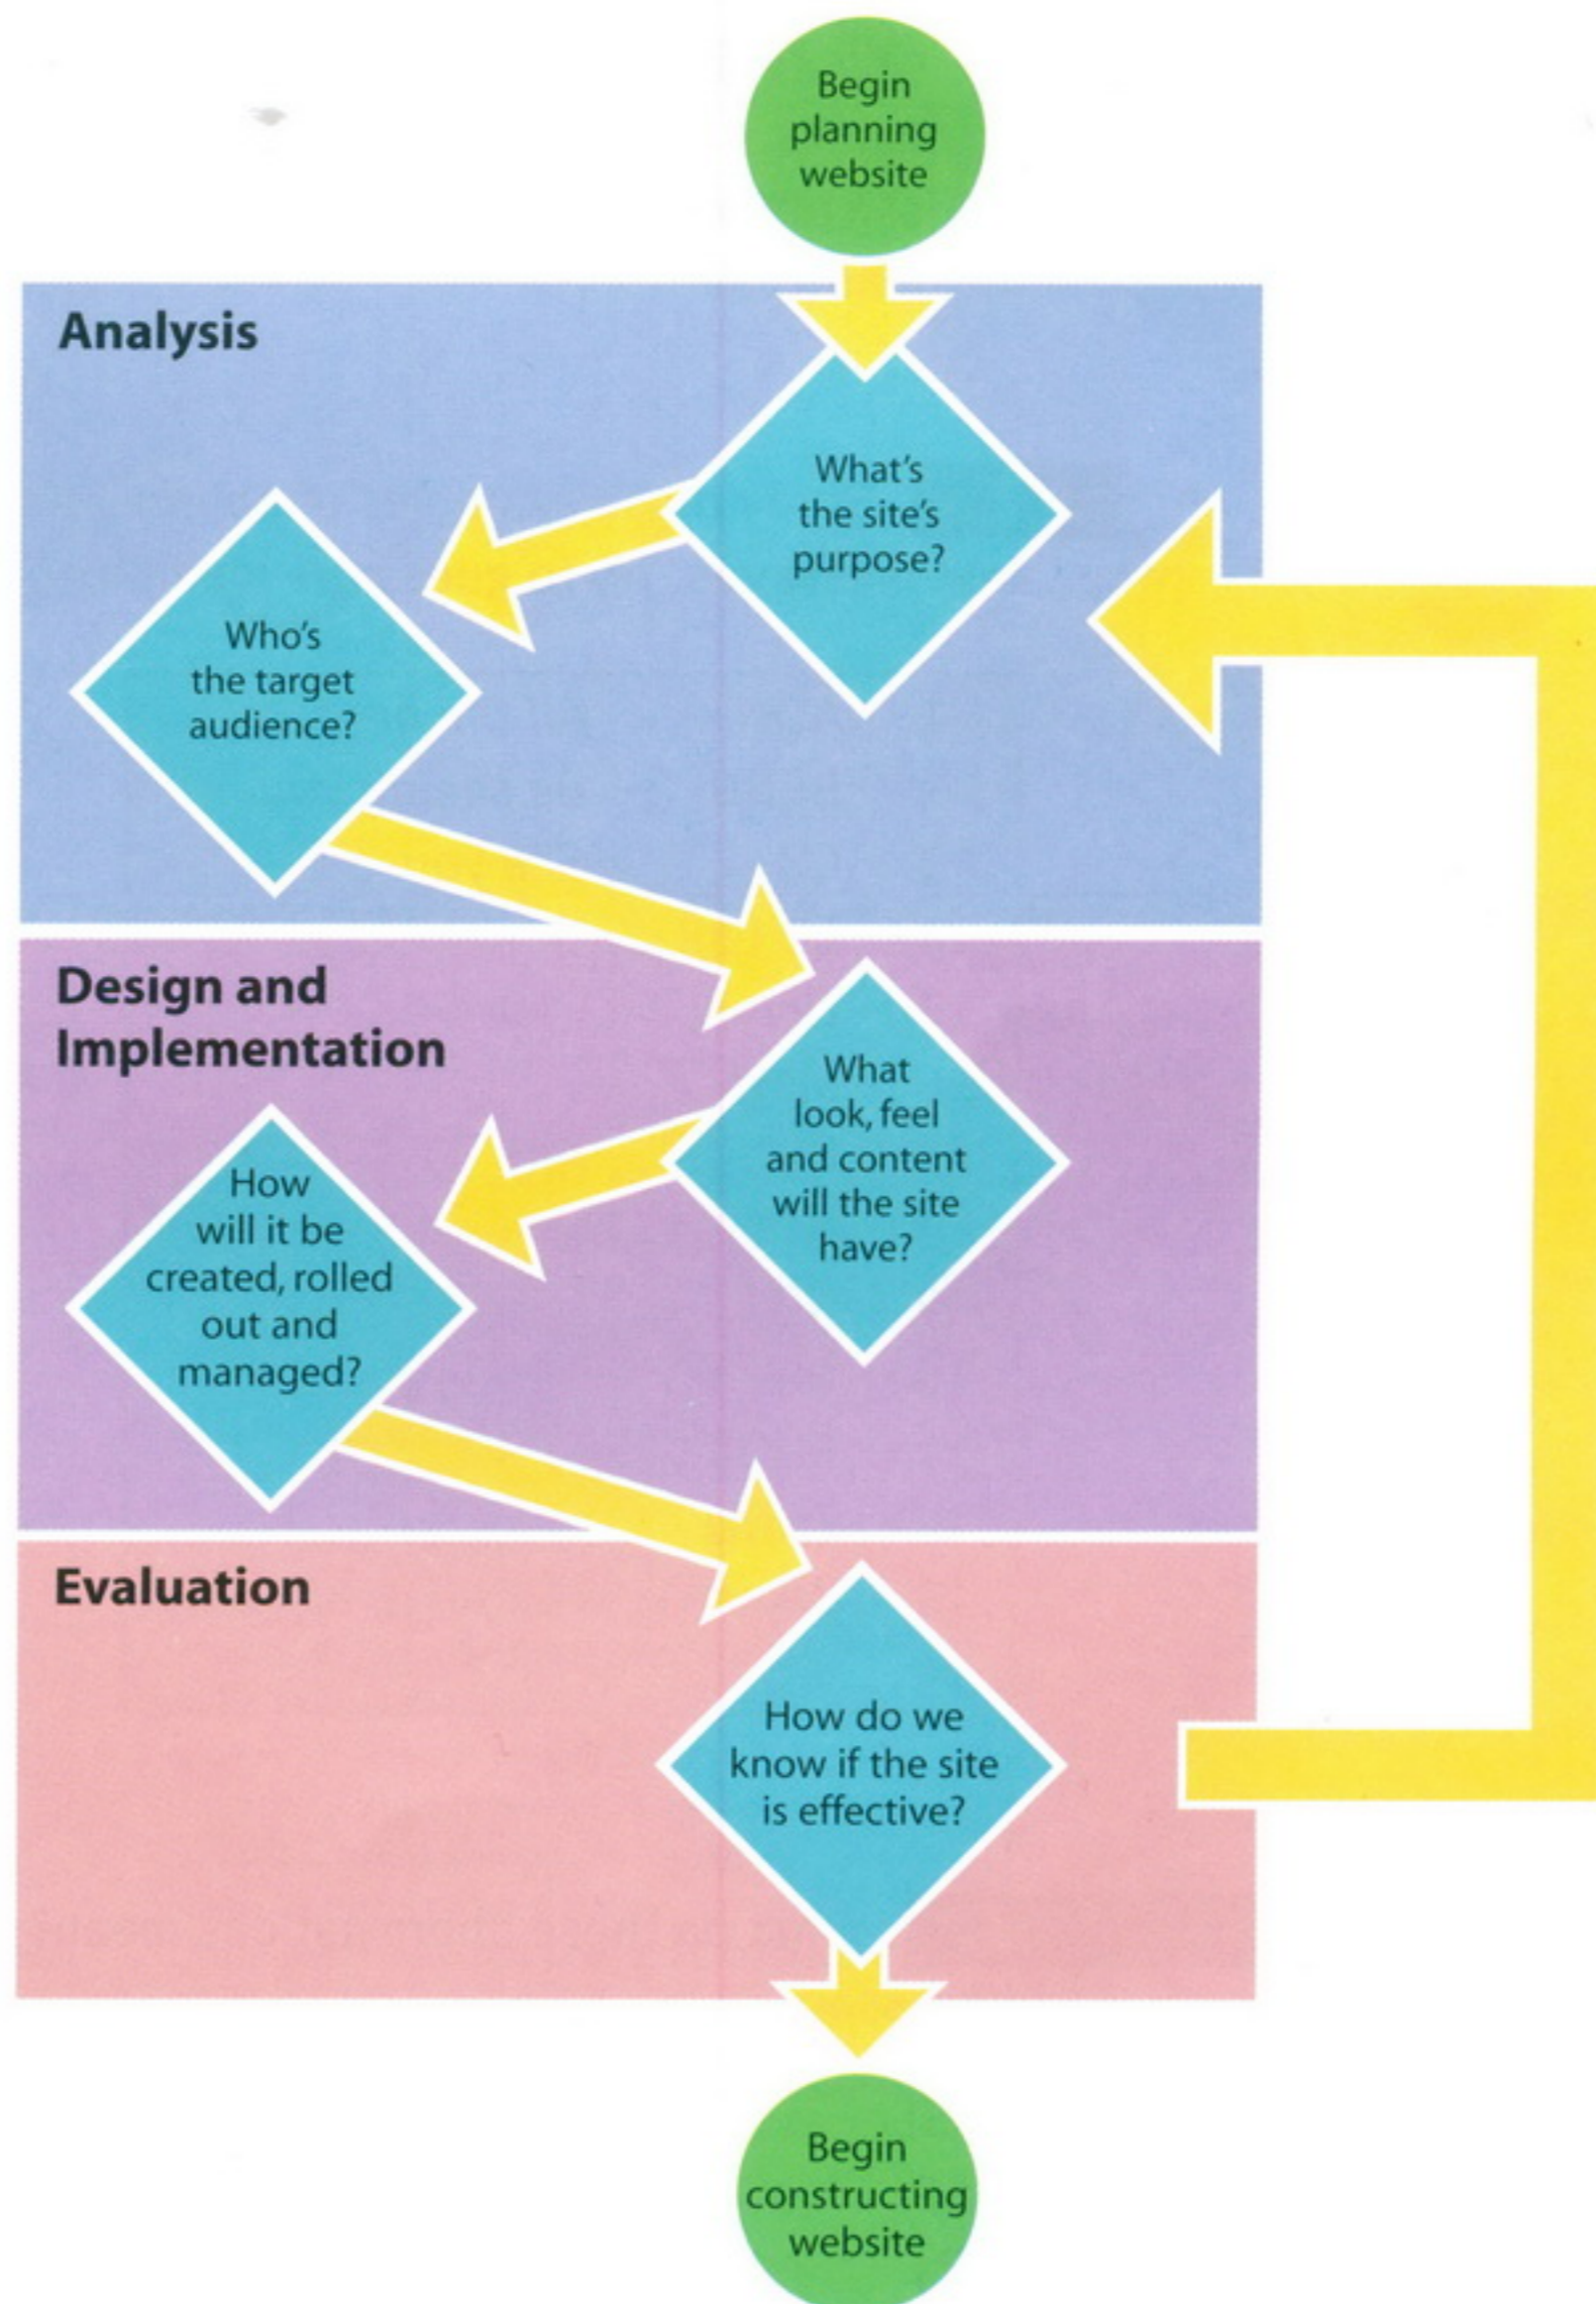 Begin
planning
website
Analysis
What's
the site's
purpose?
Who's
the target
audience?
Design and
Implementation
What
look, feel
and content
will the site
have?
How
will it be
created, rolled
out and
managed?
Evaluation
How do we
know if the site
is effective?
Begin
constructing
website